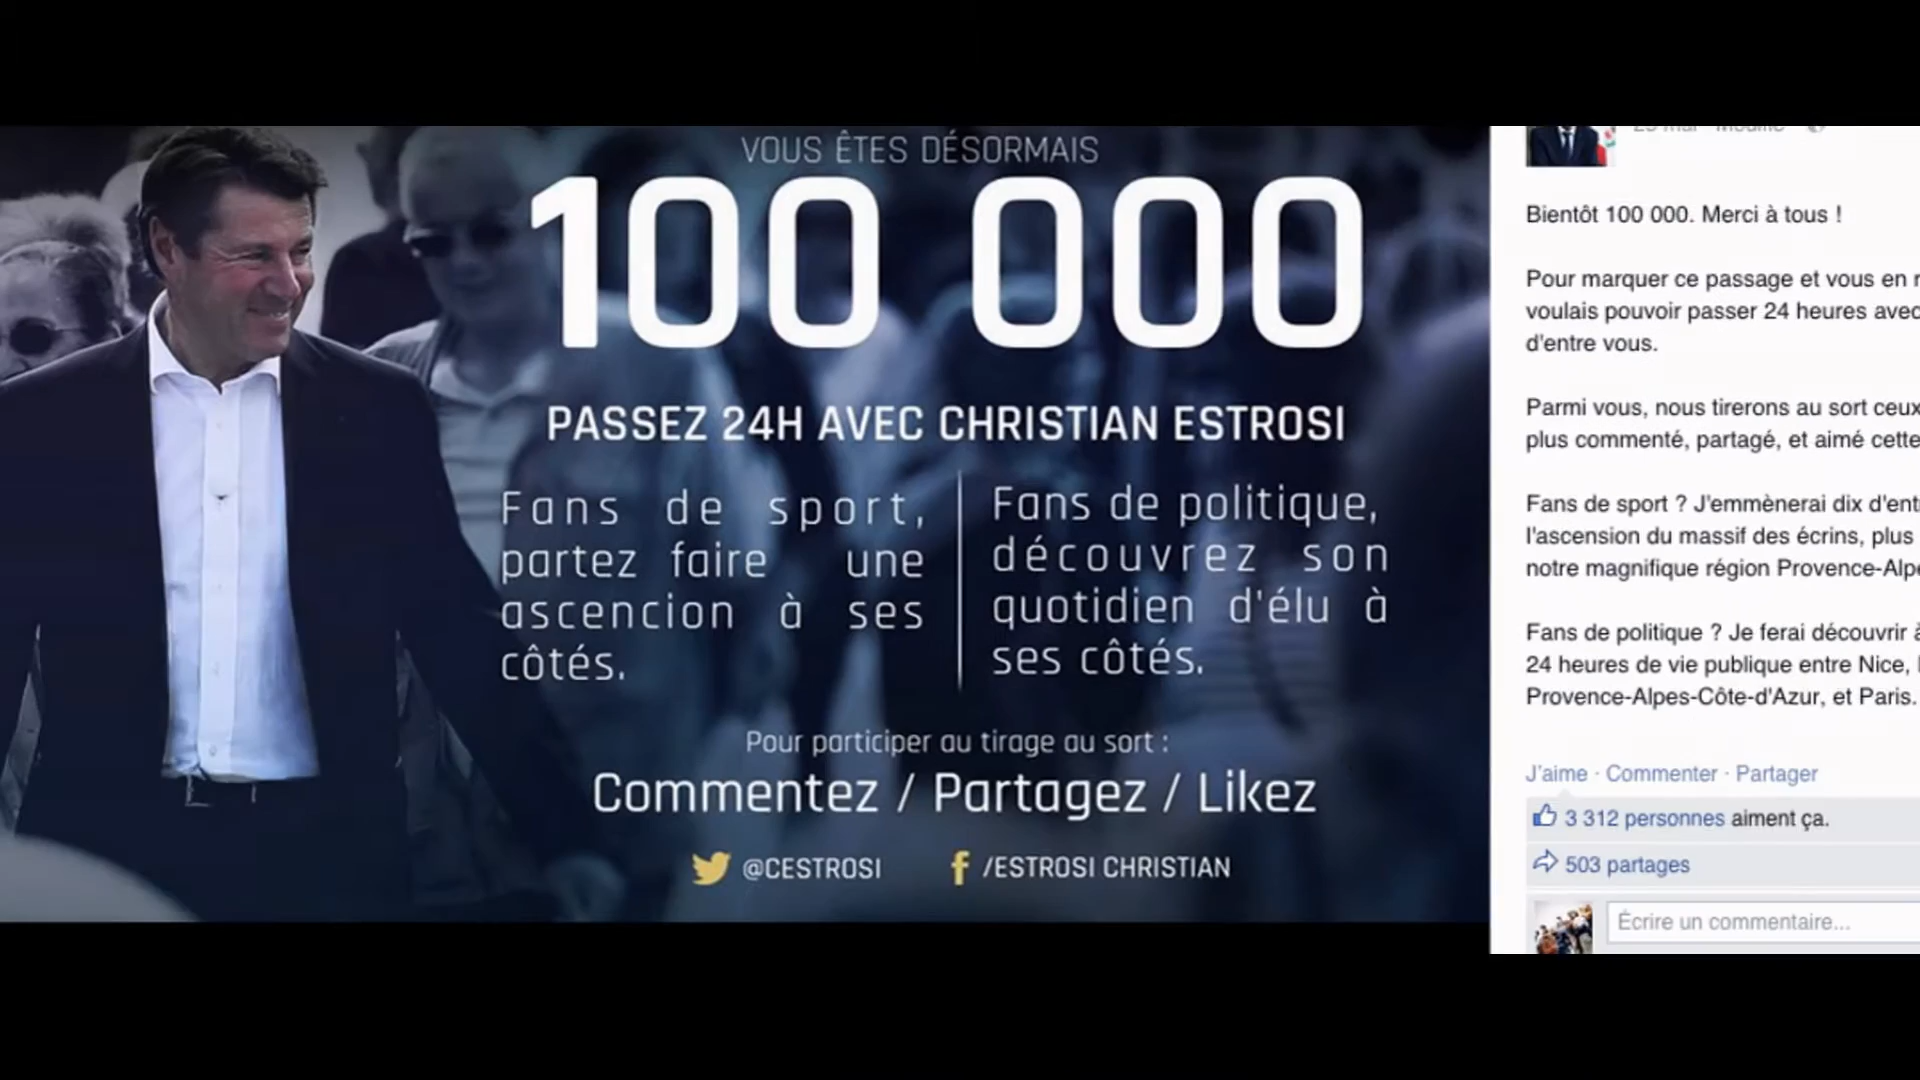 VOUS ÊTES DÉSORMAIS
100 000
PASSEZ 24H AVEC CHRISTIAN ESTROSI
Fans de sport,
partez faire une
ascencion à ses
côtés.
Fans de politique,
découvrez son
quotidien d'élu à
ses côtés.
Pour participer au tirage au sort :
Commentez / Partagez / Likez
@CESTROSI
f /ESTROSI CHRISTIAN
Bientôt 100 000. Merci à tous !
Pour marquer ce passage et vous en
voulais pouvoir passer 24 heures avec
d'entre vous.
Parmi vous, nous tirerons au sort ceux
plus commenté, partagé, et aimé cette
Fans de sport ? J'emmènerai dix d'ent
l'ascension du massif des écrins, plus
notre magnifique région Provence-Alpe
Fans de politique ? Je ferai découvrir à
24 heures de vie publique entre Nice,
Provence-Alpes-Côte-d'Azur, et Paris.
J'aime · Commenter · Partager
3 312 personnes aiment ça.
503 partages
Écrire un commentaire...